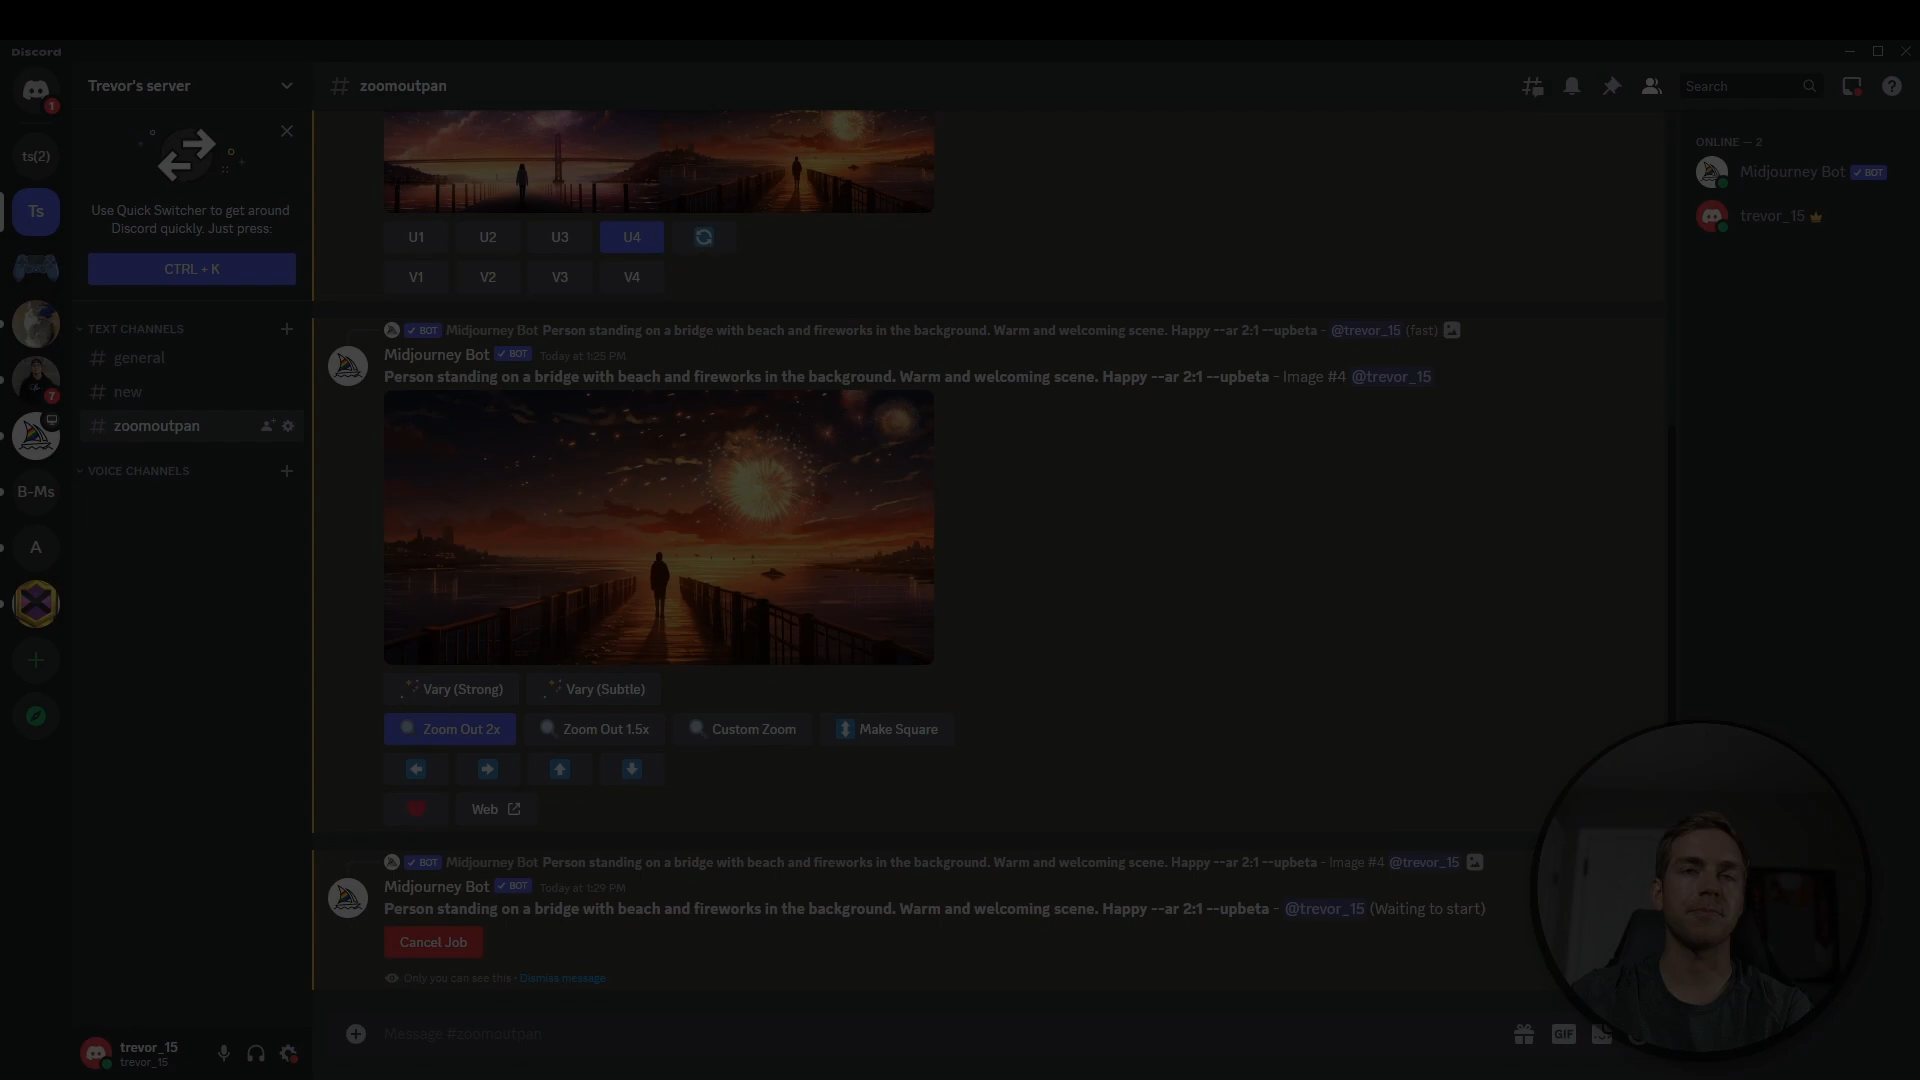 Discord
Trevor's server
zoomoutpan
Search
1
ts(2)
Ts
7
B-Ms
A
Use Quick Switcher to get around
Discord quickly. Just press:
CTRL + K
TEXT CHANNELS
general
new
zoomoutpan
VOICE CHANNELS
trevor_15
trevor_15
U1 U2 U3 U4
V1 V2 V3 V4
BOT Midjourney Bot Person standing on a bridge with beach and fireworks in the background. Warm and welcoming scene. Happy --ar 2:1 --upbeta - @trevor_15 (fast)
Midjourney Bot BOT Today at 1:25 PM
Person standing on a bridge with beach and fireworks in the background. Warm and welcoming scene. Happy --ar 2:1 --upbeta - Image #4 @trevor_15
Vary (Strong) Vary (Subtle)
Zoom Out 2x Zoom Out 1.5x Custom Zoom Make Square
Web
BOT Midjourney Bot Person standing on a bridge with beach and fireworks in the background. Warm and welcoming scene. Happy --ar 2:1 --upbeta - Image #4 @trevor_15
Midjourney Bot BOT Today at 1:29 PM
Person standing on a bridge with beach and fireworks in the background. Warm and welcoming scene. Happy --ar 2:1 --upbeta - @trevor_15 (Waiting to start)
Cancel Job
Only you can see this • Dismiss message
Message #zoomoutpan
GIF
ONLINE — 2
Midjourney Bot BOT
trevor_15